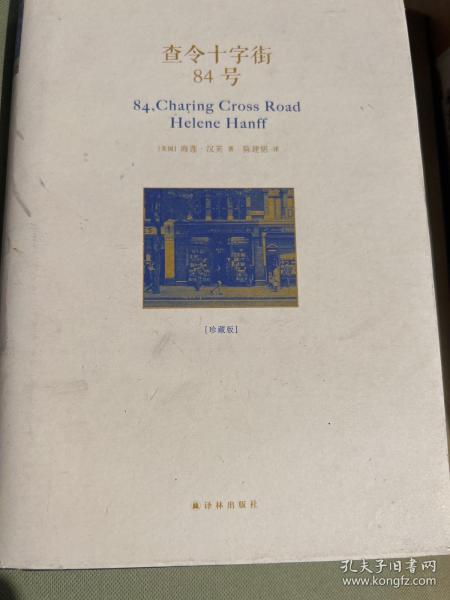 查令十字街
84号
84, Charing Cross Road
Helene Hanff
[美国] 海莲·汉芙 著 陈建铭 译
[珍藏版]
译林出版社
孔夫子旧书网
www.kongfz.com